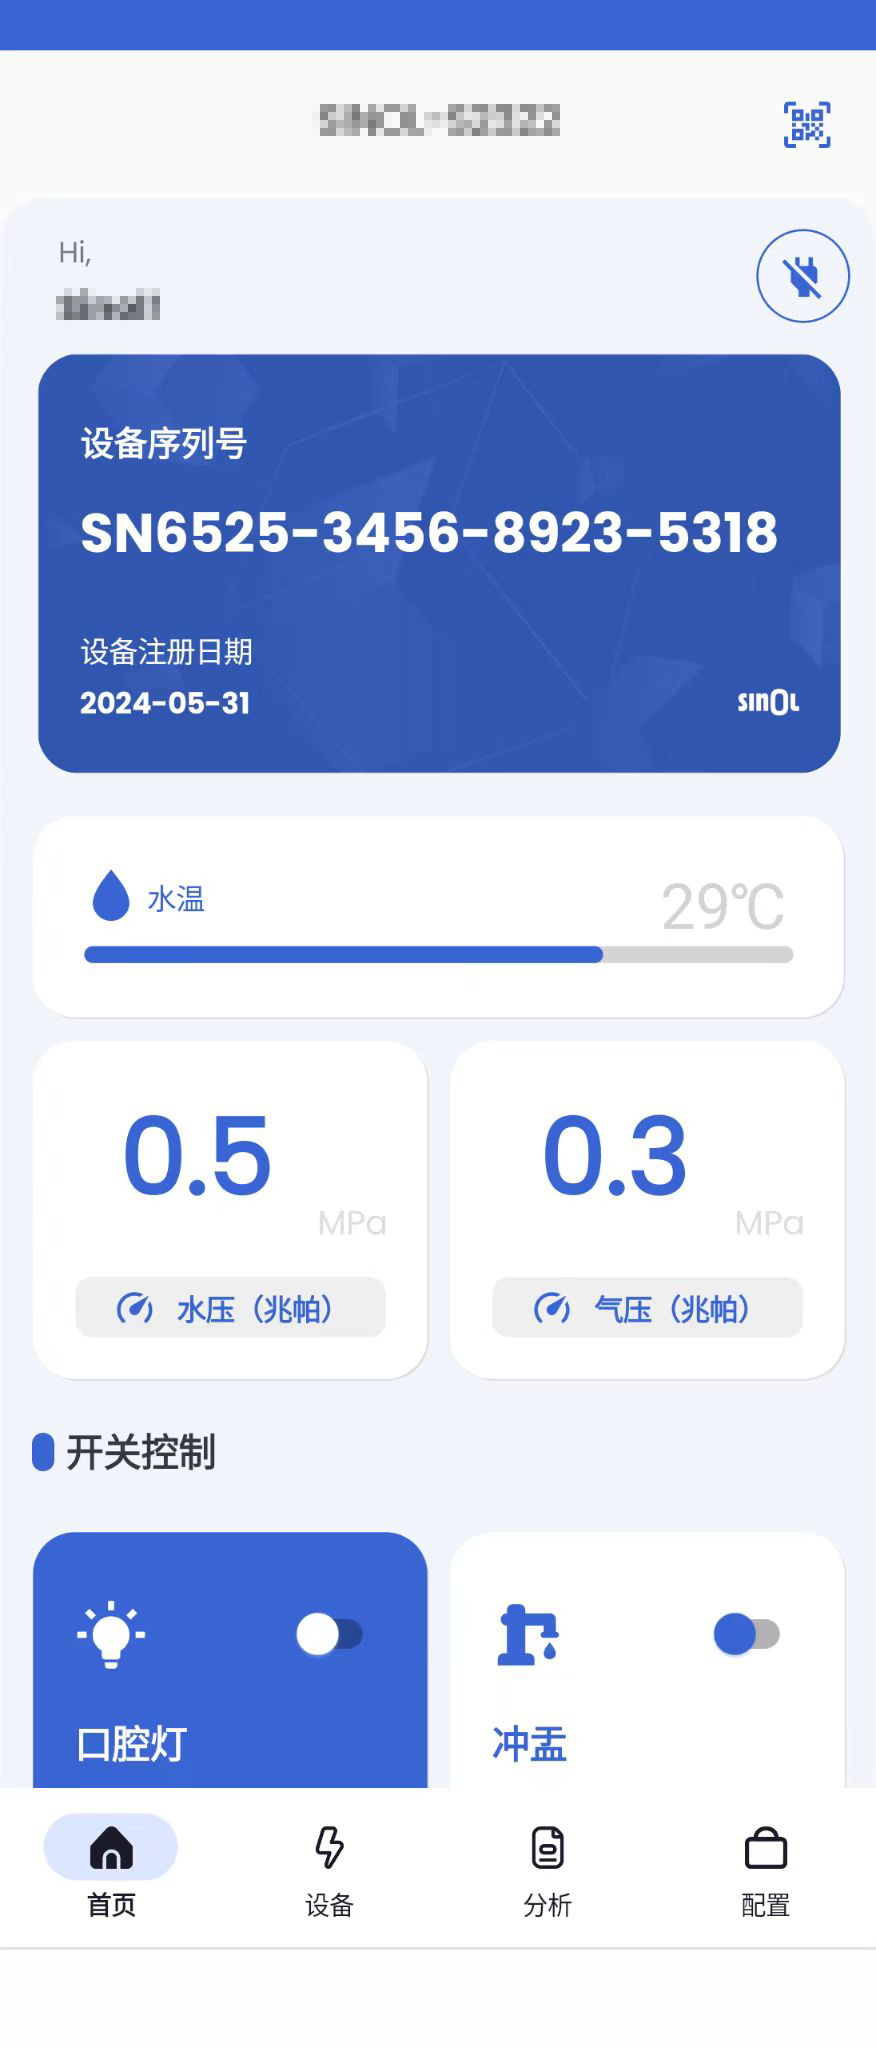 Hi,
设备序列号
SN6525-3456-8923-5318
设备注册日期
2024-05-31
SINOL
水温
29℃
0.5
MPa
水压（兆帕）
0.3
MPa
气压（兆帕）
开关控制
口腔灯
冲盂
首页
设备
分析
配置